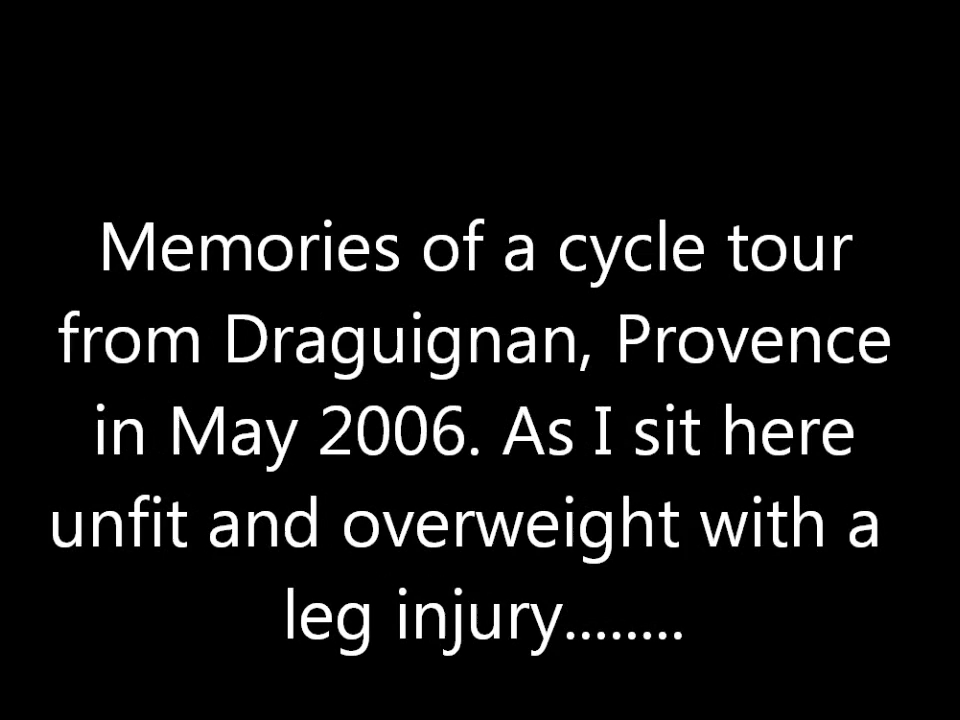 Memories of a cycle tour
from Draguignan, Provence
in May 2006. As I sit here
unfit and overweight with a
leg injury........